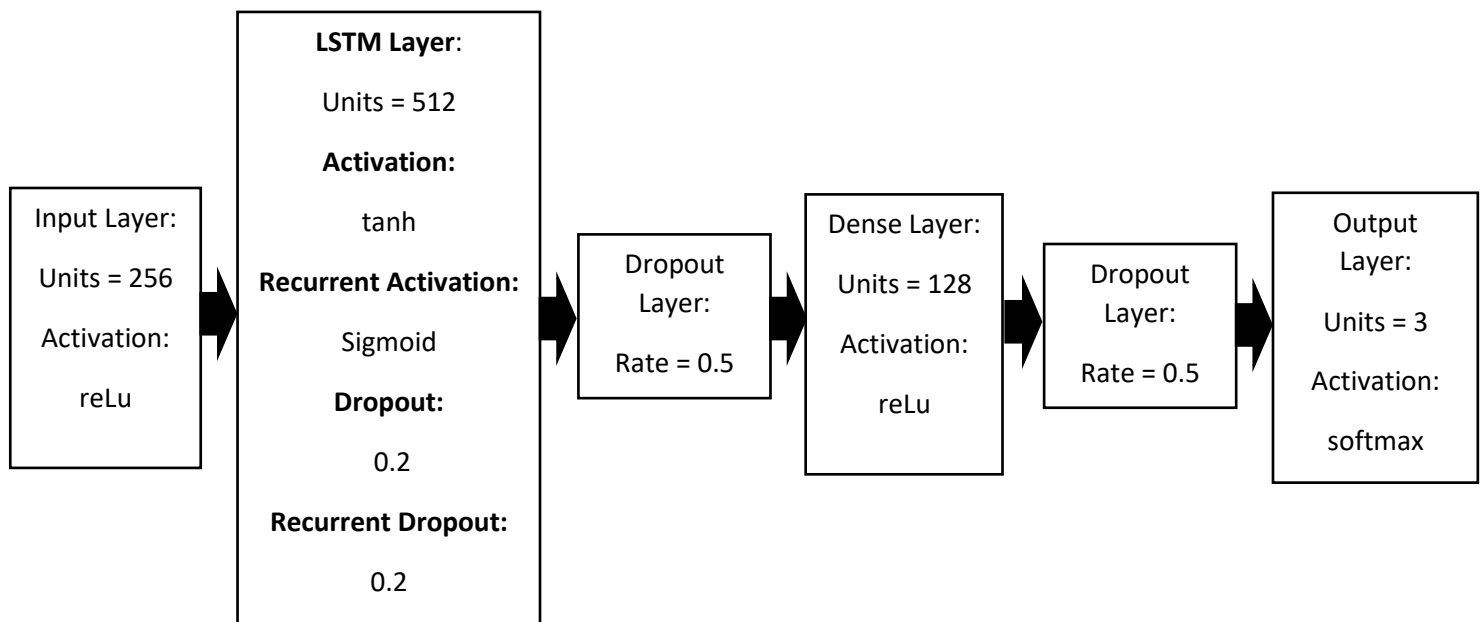 Input Layer:
Units = 256
Activation:
reLu
LSTM Layer:
Units = 512
Activation:
tanh
Recurrent Activation:
Sigmoid
Dropout:
0.2
Recurrent Dropout:
0.2
Dropout
Layer:
Rate = 0.5
Dense Layer:
Units = 128
Activation:
reLu
Dropout
Layer:
Rate = 0.5
Output
Layer:
Units = 3
Activation:
softmax